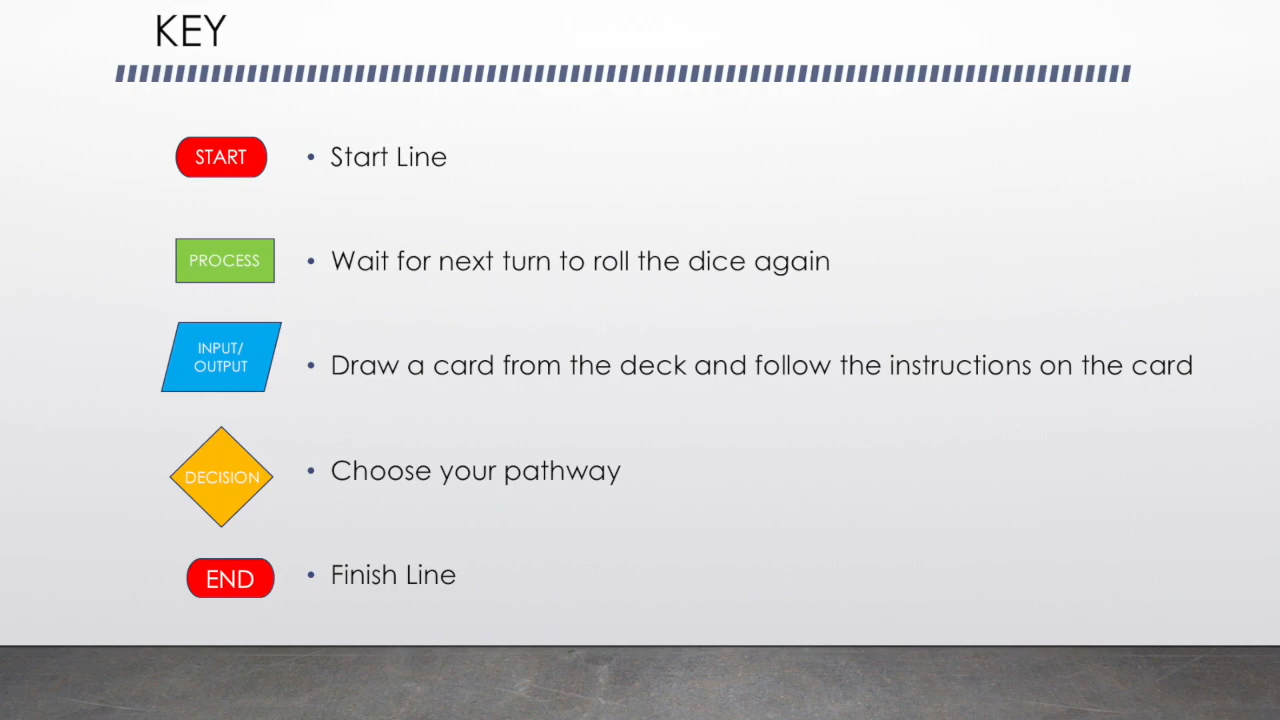 KEY
START
• Start Line
PROCESS
• Wait for next turn to roll the dice again
INPUT/
OUTPUT
• Draw a card from the deck and follow the instructions on the card
DECISION
• Choose your pathway
END
• Finish Line